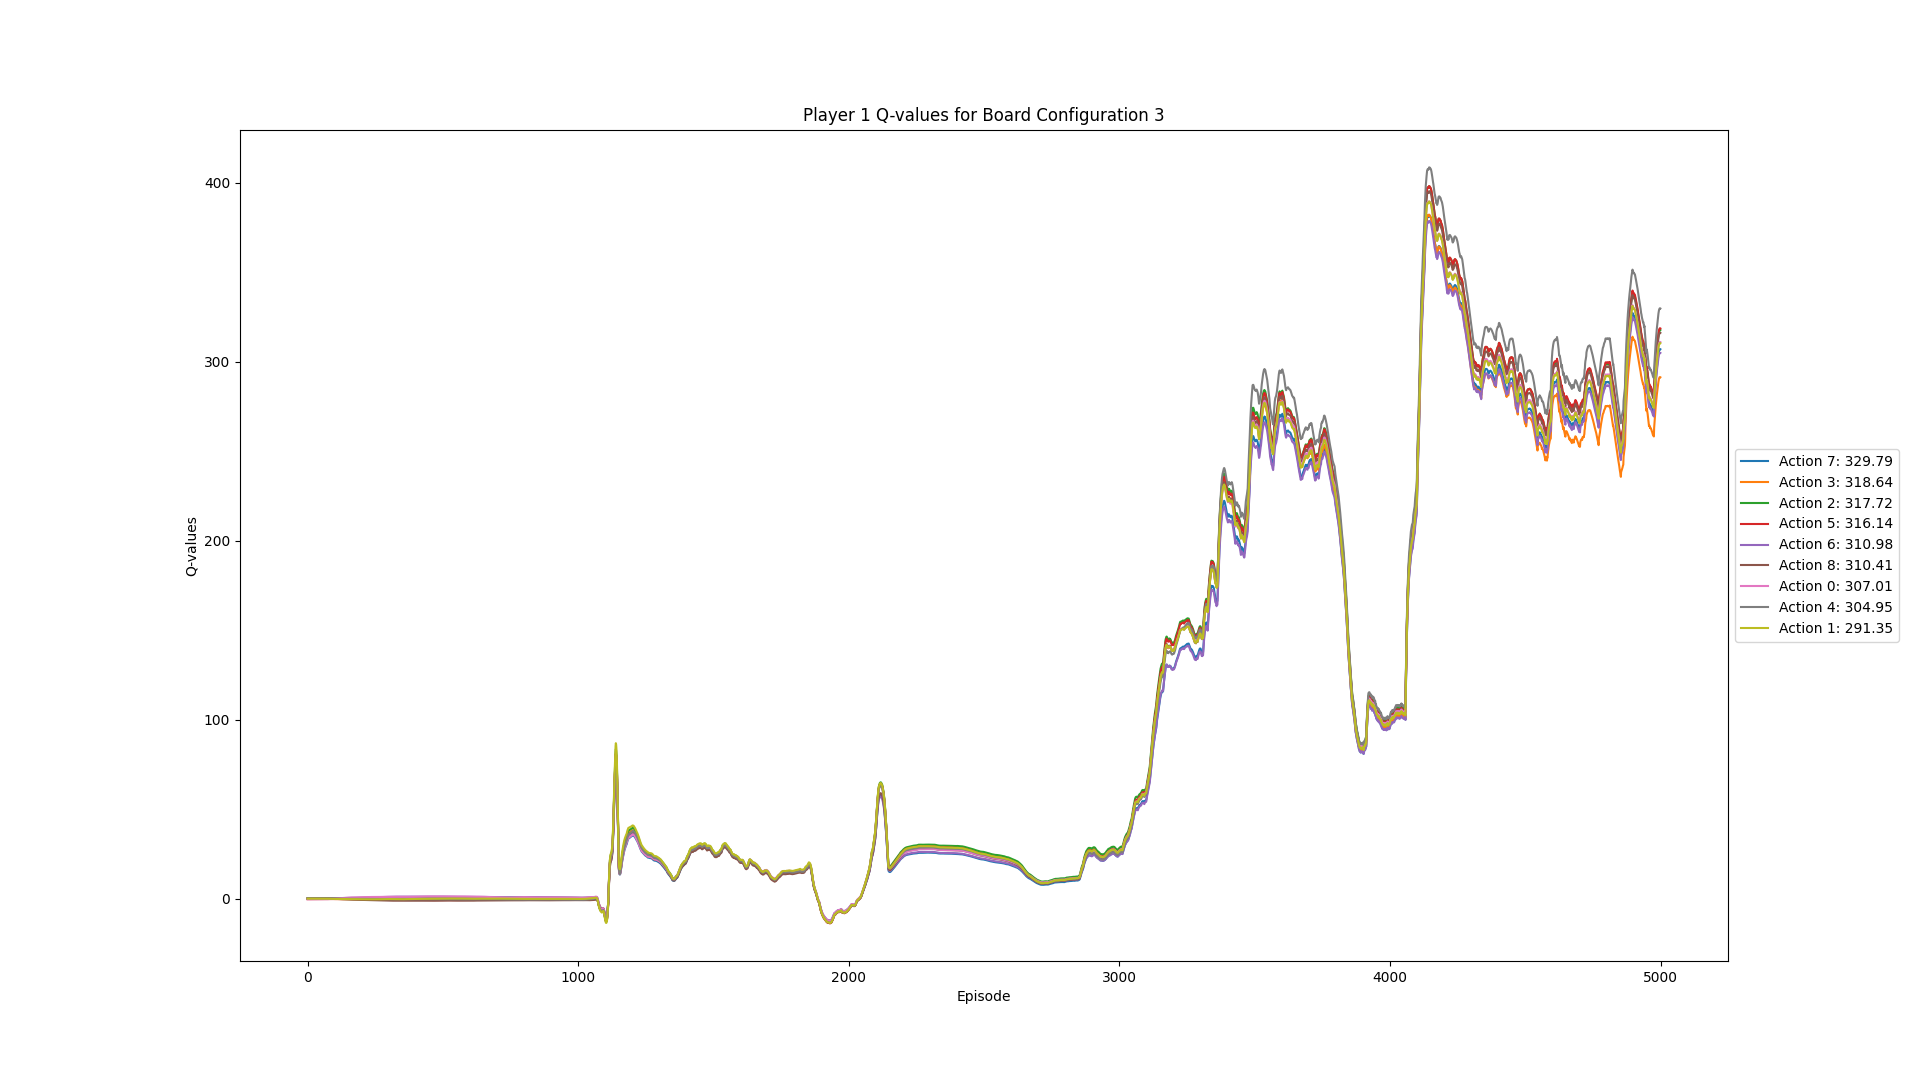 Player 1 Q-values for Board Configuration 3
400
300
200
100
0
Q-values
0 1000 2000 3000 4000 5000
Episode
Action 7: 329.79
Action 3: 318.64
Action 2: 317.72
Action 5: 316.14
Action 6: 310.98
Action 8: 310.41
Action 0: 307.01
Action 4: 304.95
Action 1: 291.35